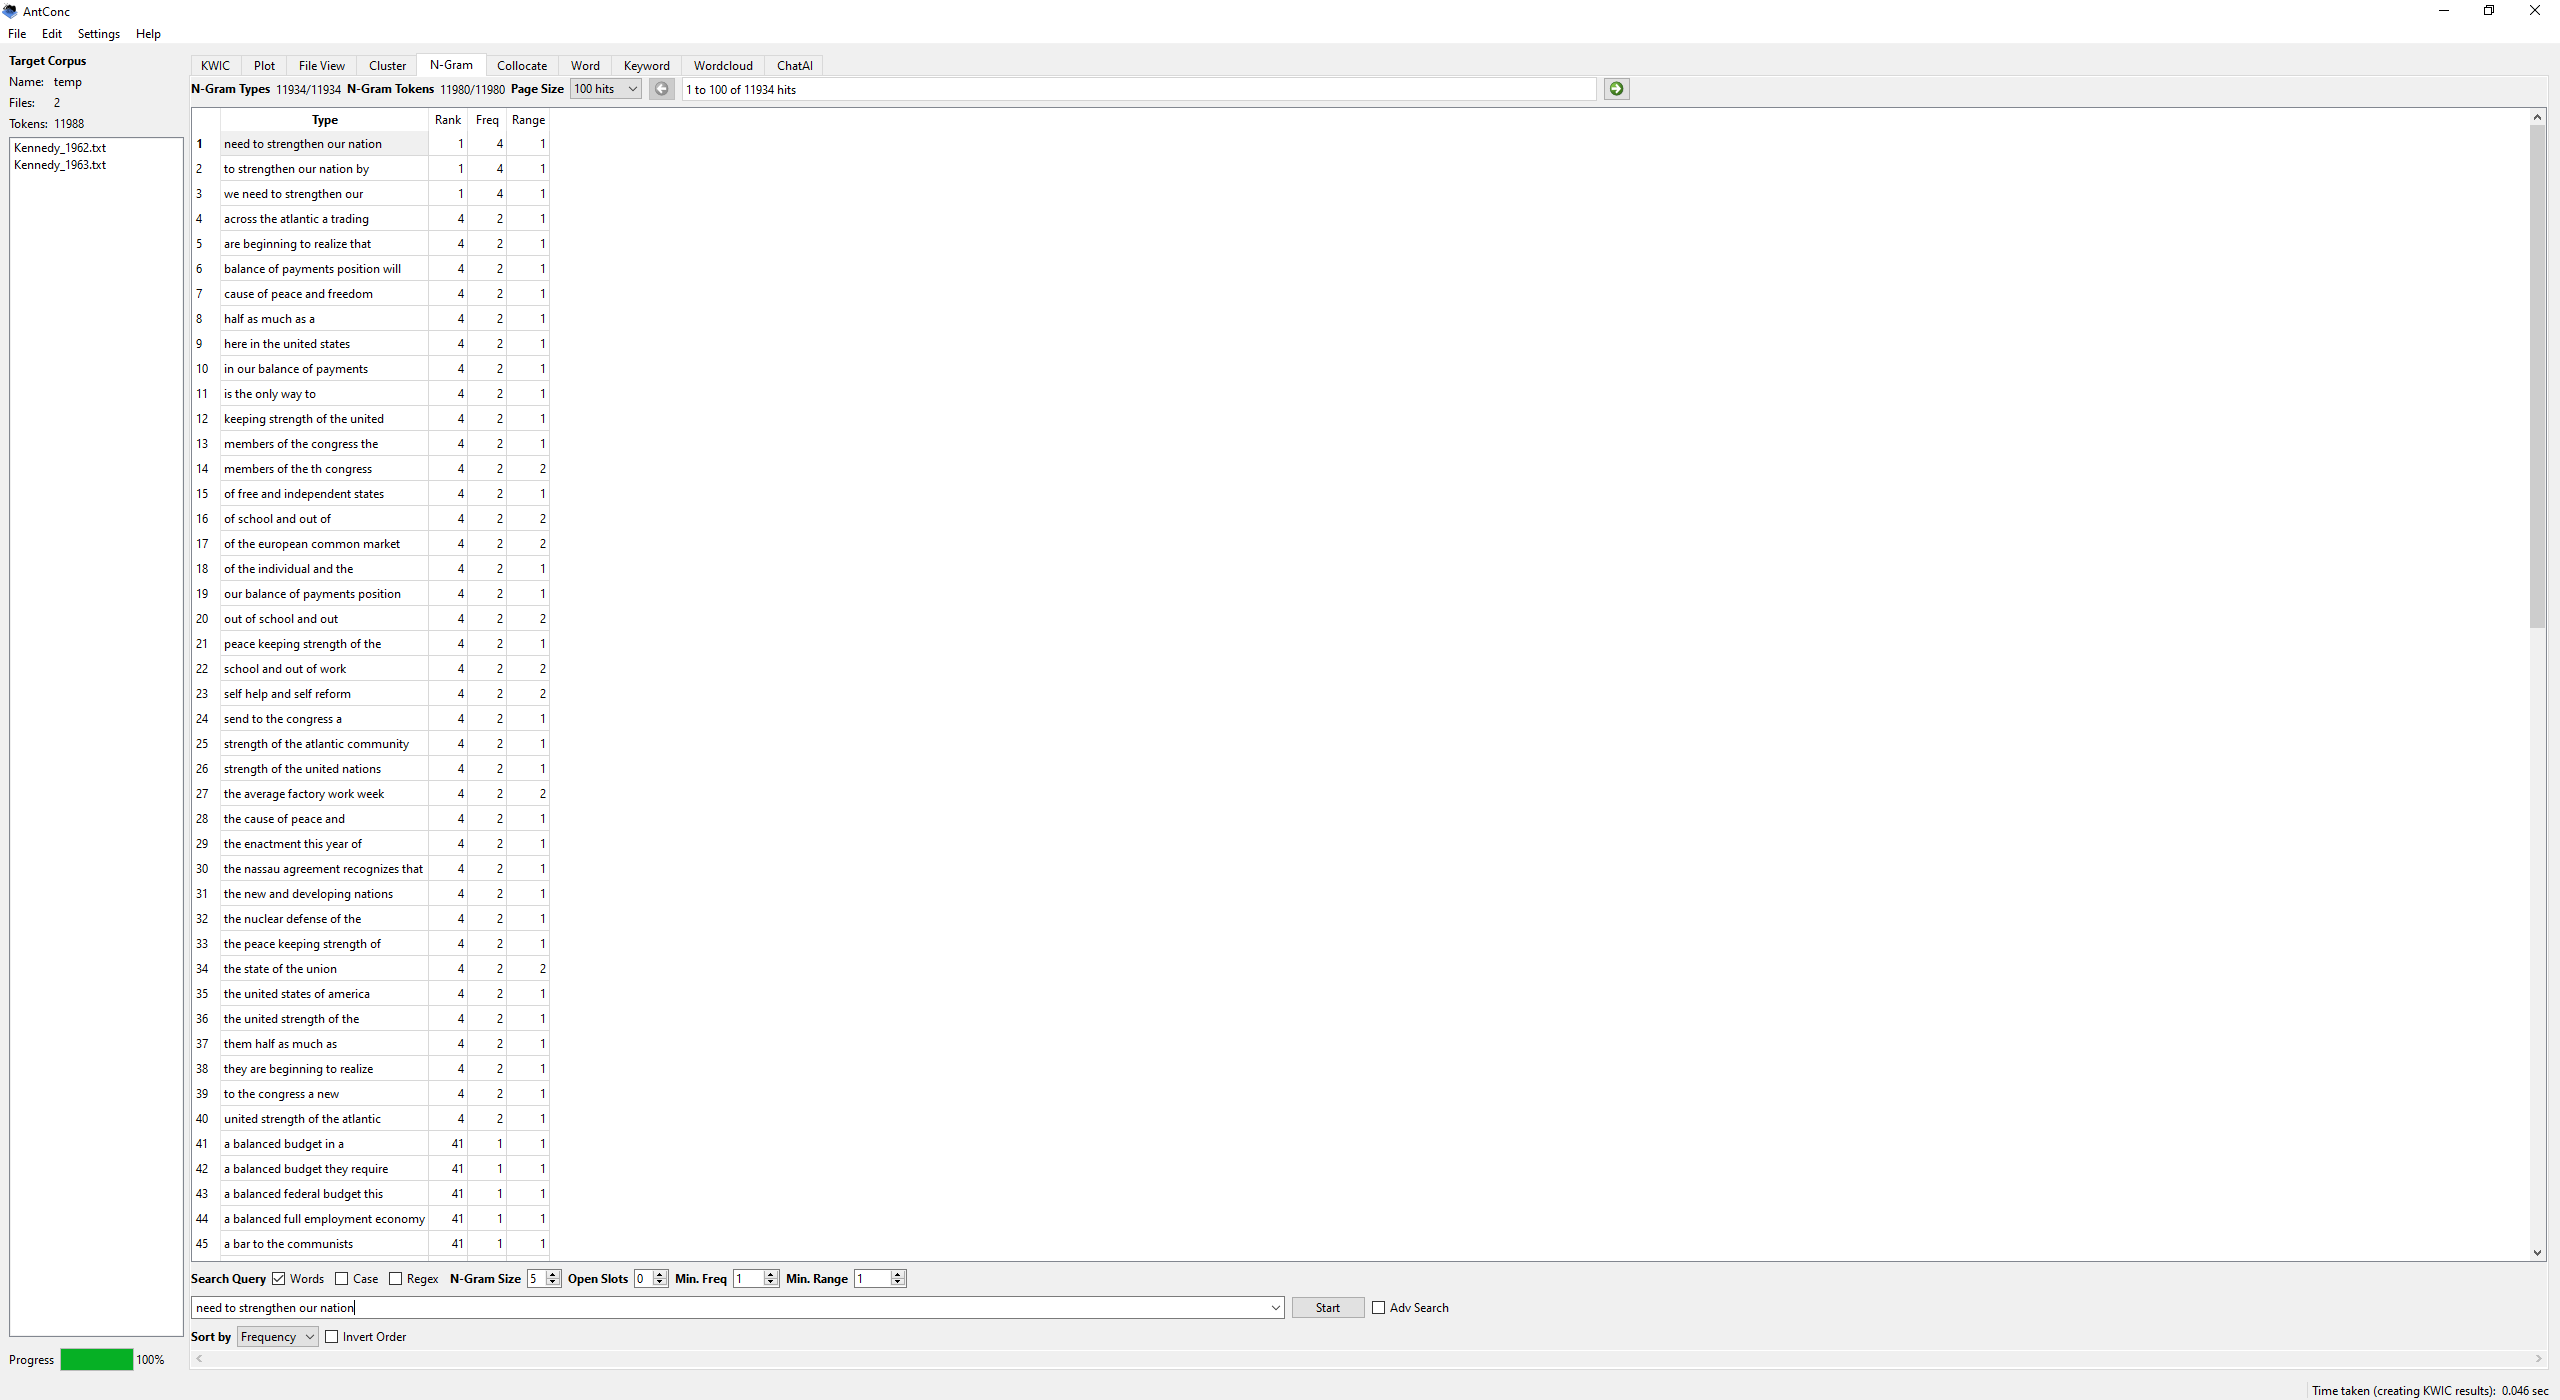 AntConc
File Edit Settings Help
Target Corpus
Name: temp
Files: 2
Tokens: 11988
Kennedy_1962.txt
Kennedy_1963.txt
KWIC Plot File View Cluster N-Gram Collocate Word Keyword Wordcloud ChatAI
N-Gram Types 11934/11934 N-Gram Tokens 11980/11980 Page Size 100 hits 1 to 100 of 11934 hits
Type Rank Freq Range
1 need to strengthen our nation 1 4 1
2 to strengthen our nation by 1 4 1
3 we need to strengthen our 1 4 1
4 across the atlantic a trading 4 2 1
5 are beginning to realize that 4 2 1
6 balance of payments position will 4 2 1
7 cause of peace and freedom 4 2 1
8 half as much as a 4 2 1
9 here in the united states 4 2 1
10 in our balance of payments 4 2 1
11 is the only way to 4 2 1
12 keeping strength of the united 4 2 1
13 members of the congress the 4 2 1
14 members of the th congress 4 2 2
15 of free and independent states 4 2 1
16 of school and out of 4 2 2
17 of the european common market 4 2 2
18 of the individual and the 4 2 1
19 our balance of payments position 4 2 1
20 out of school and out 4 2 2
21 peace keeping strength of the 4 2 1
22 school and out of work 4 2 2
23 self help and self reform 4 2 2
24 send to the congress a 4 2 1
25 strength of the atlantic community 4 2 1
26 strength of the united nations 4 2 1
27 the average factory work week 4 2 2
28 the cause of peace and 4 2 1
29 the enactment this year of 4 2 1
30 the nassau agreement recognizes that 4 2 1
31 the new and developing nations 4 2 1
32 the nuclear defense of the 4 2 1
33 the peace keeping strength of 4 2 1
34 the state of the union 4 2 2
35 the united states of america 4 2 1
36 the united strength of the 4 2 1
37 them half as much as 4 2 1
38 they are beginning to realize 4 2 1
39 to the congress a new 4 2 1
40 united strength of the atlantic 4 2 1
41 a balanced budget in a 41 1 1
42 a balanced budget they require 41 1 1
43 a balanced federal budget this 41 1 1
44 a balanced full employment economy 41 1 1
45 a bar to the communists 41 1 1
Search Query Words Case Regex N-Gram Size 5 Open Slots 0 Min. Freq 1 Min. Range 1
need to strengthen our nation Start Adv Search
Sort by Frequency Invert Order
Progress 100%
Time taken (creating KWIC results): 0.046 sec